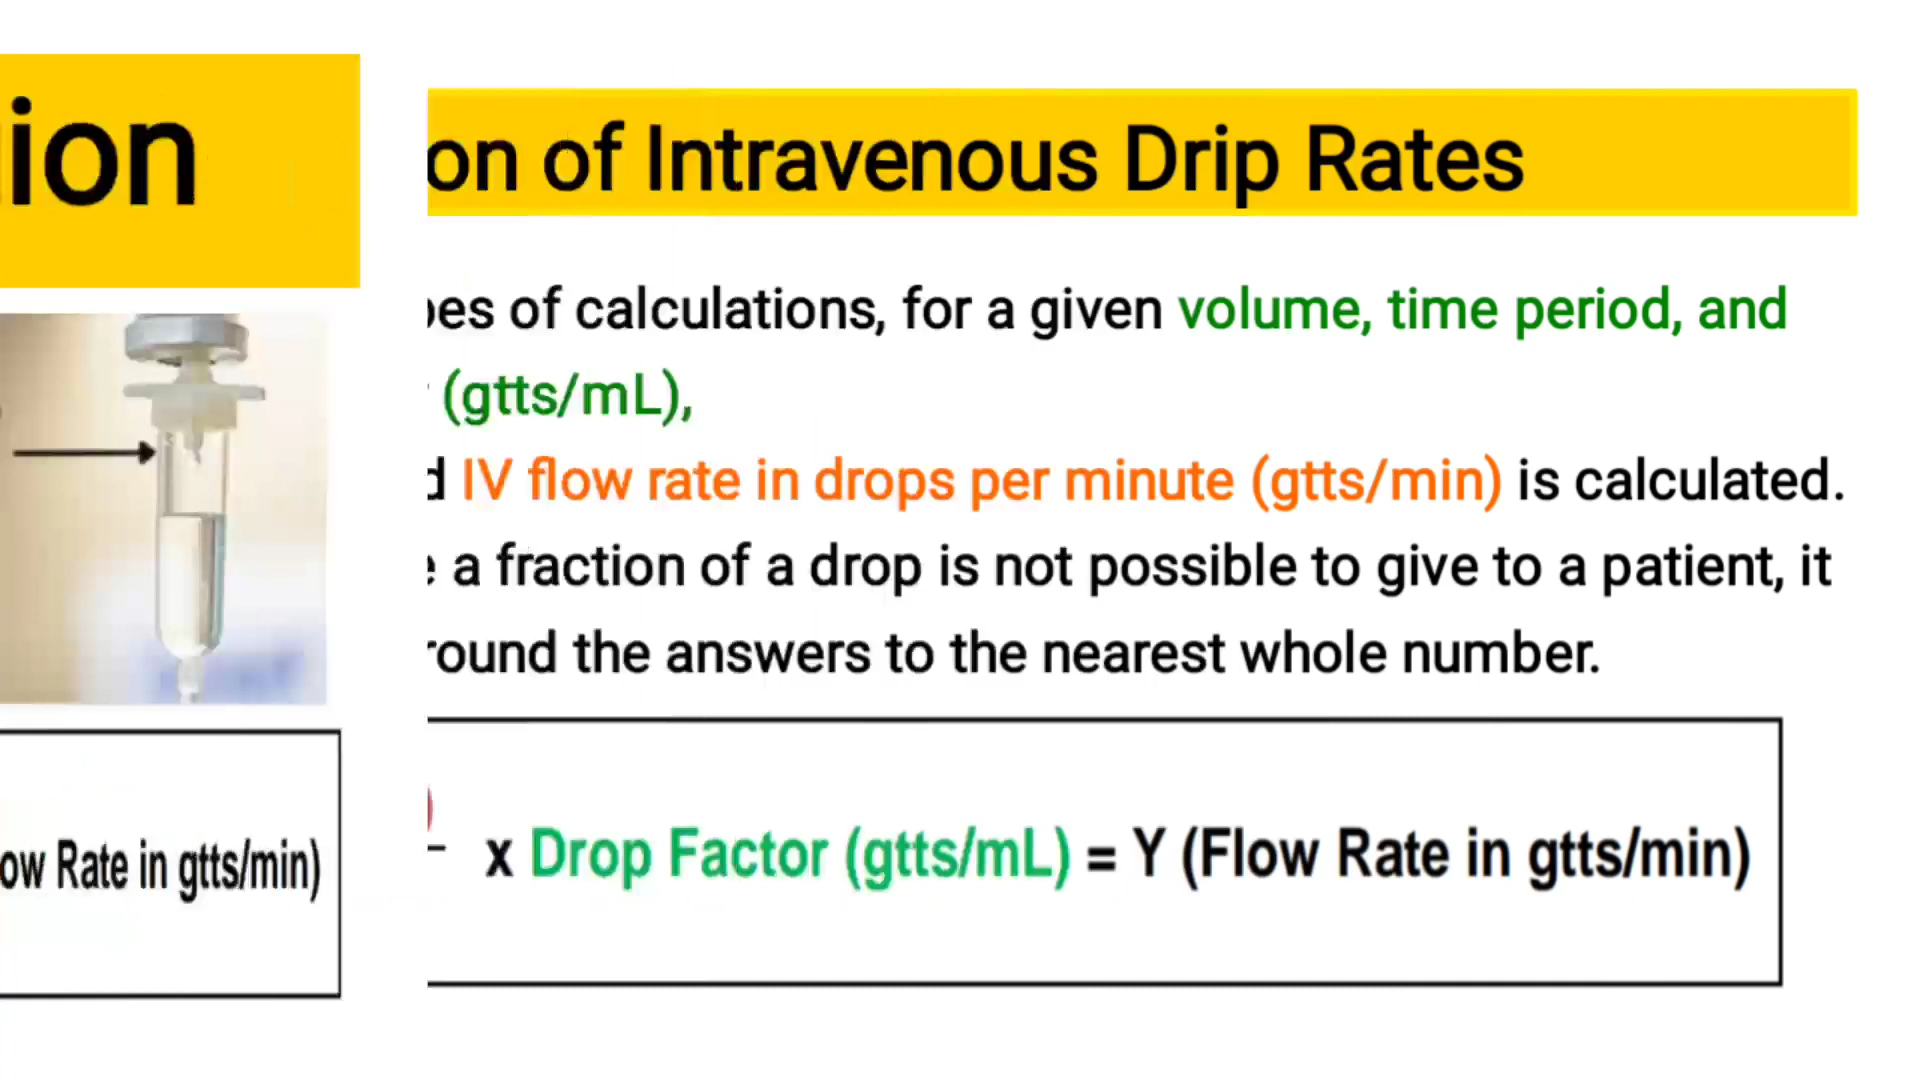 on of Intravenous Drip Rates
of calculations, for a given volume, time period, and
(gtts/mL),
IV flow rate in drops per minute (gtts/min) is calculated.
a fraction of a drop is not possible to give to a patient, it
round the answers to the nearest whole number.
x Drop Factor (gtts/mL) = Y (Flow Rate in gtts/min)
ion
ow Rate in gtts/min)